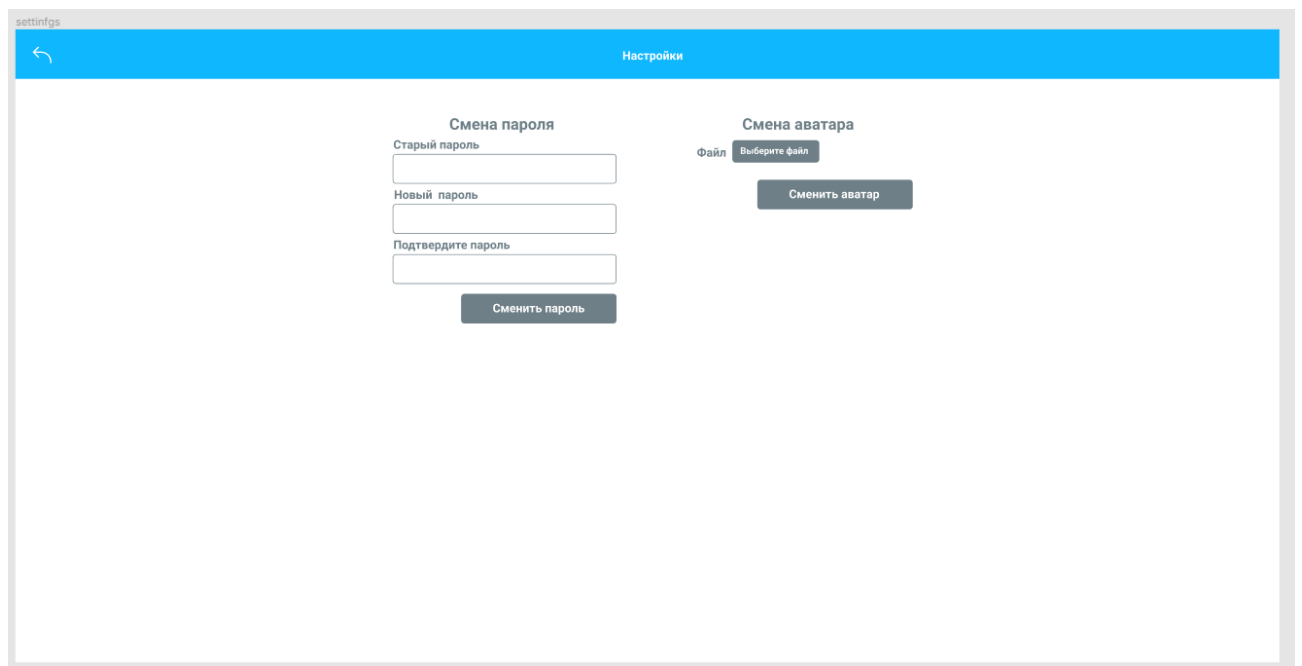 settinfgs
Настройки
Смена пароля
Старый пароль
Новый пароль
Подтвердите пароль
Сменить пароль
Смена аватара
Файл Выберите файл
Сменить аватар